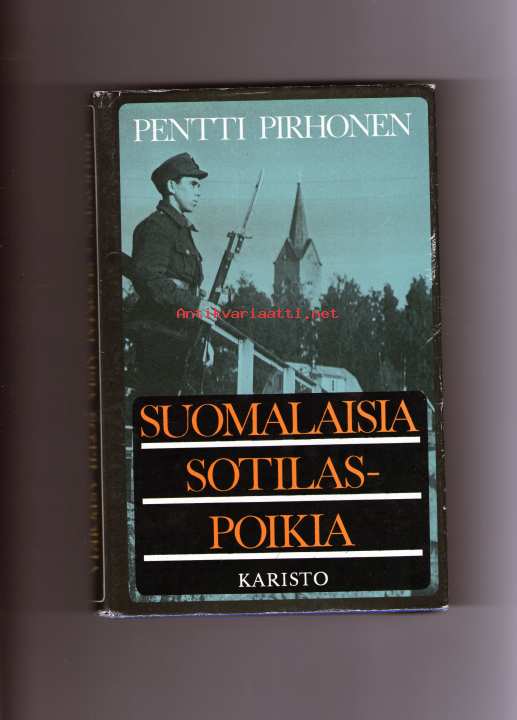 PENTTI PIRHONEN
Antikvariaatti.net
SUOMALAISIA
SOTILAS-
POIKIA
KARISTO